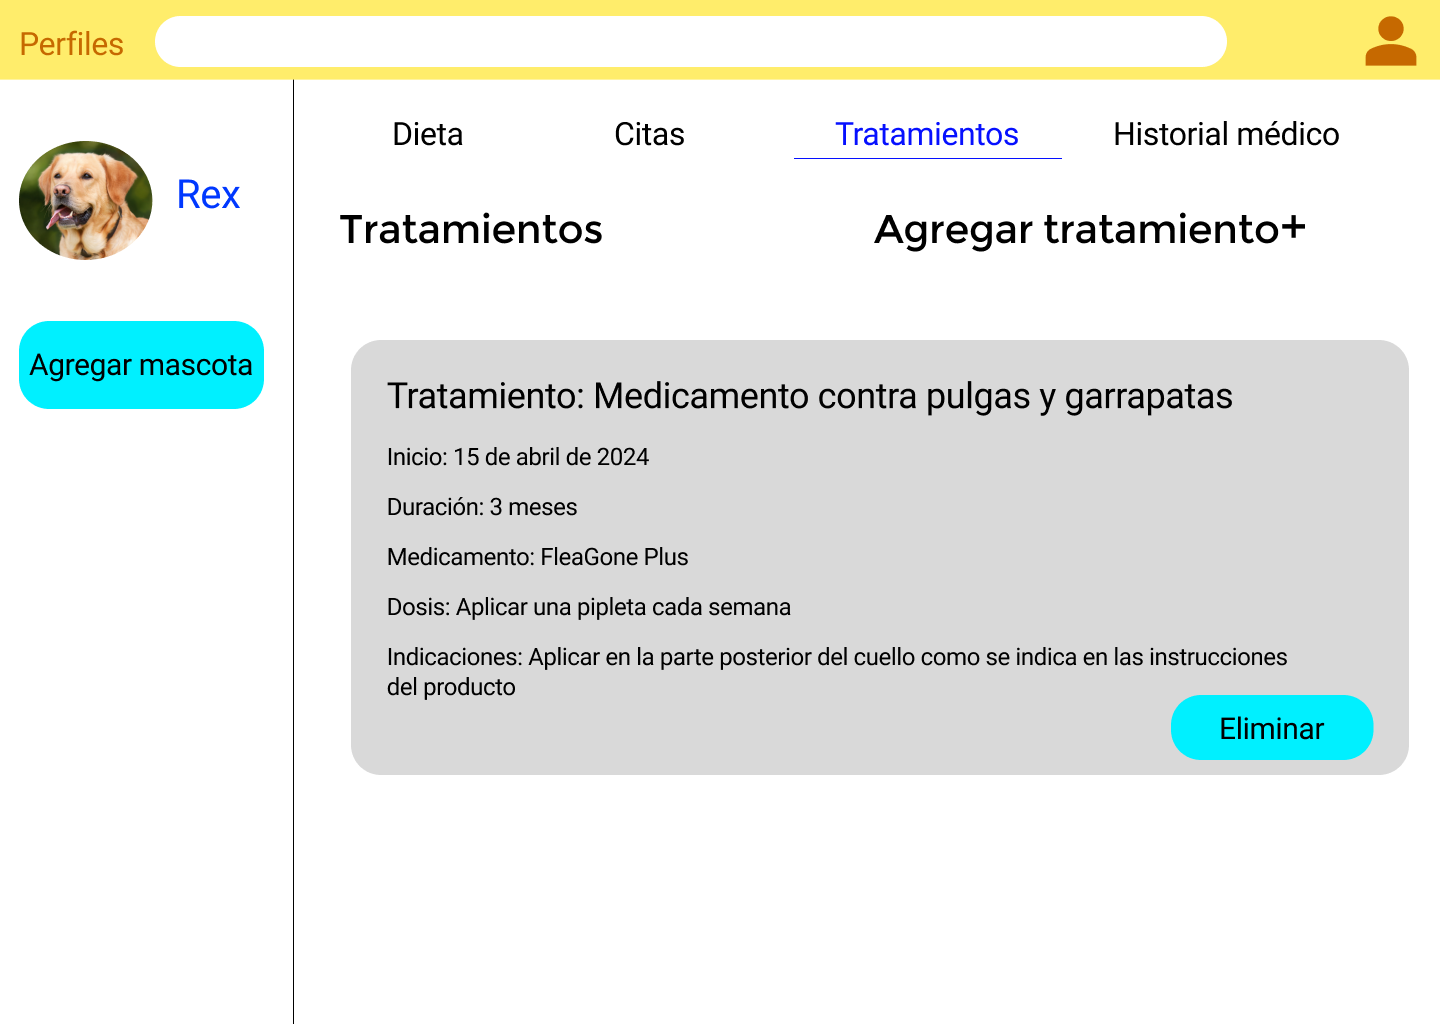 Perfiles
Dieta
Citas
Tratamientos
Historial médico
Rex
Tratamientos
Agregar tratamiento+
Agregar mascota
Tratamiento: Medicamento contra pulgas y garrapatas
Inicio: 15 de abril de 2024
Duración: 3 meses
Medicamento: FleaGone Plus
Dosis: Aplicar una pipleta cada semana
Indicaciones: Aplicar en la parte posterior del cuello como se indica en las instrucciones
del producto
Eliminar